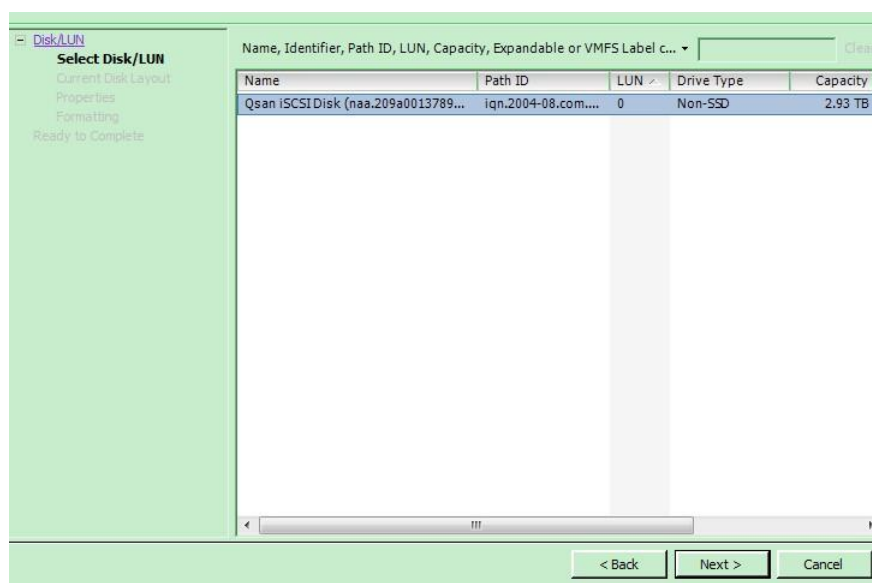 Disk/LUN
Select Disk/LUN
Current Disk Layout
Properties
Formatting
Ready to Complete
Name, Identifier, Path ID, LUN, Capacity, Expandable or VMFS Label c...
Clea
Name Path ID LUN Drive Type Capacity
Qsan iSCSI Disk (naa.209a0013789... iqn.2004-08.com.... 0 Non-SSD 2.93 TB
< Back Next > Cancel